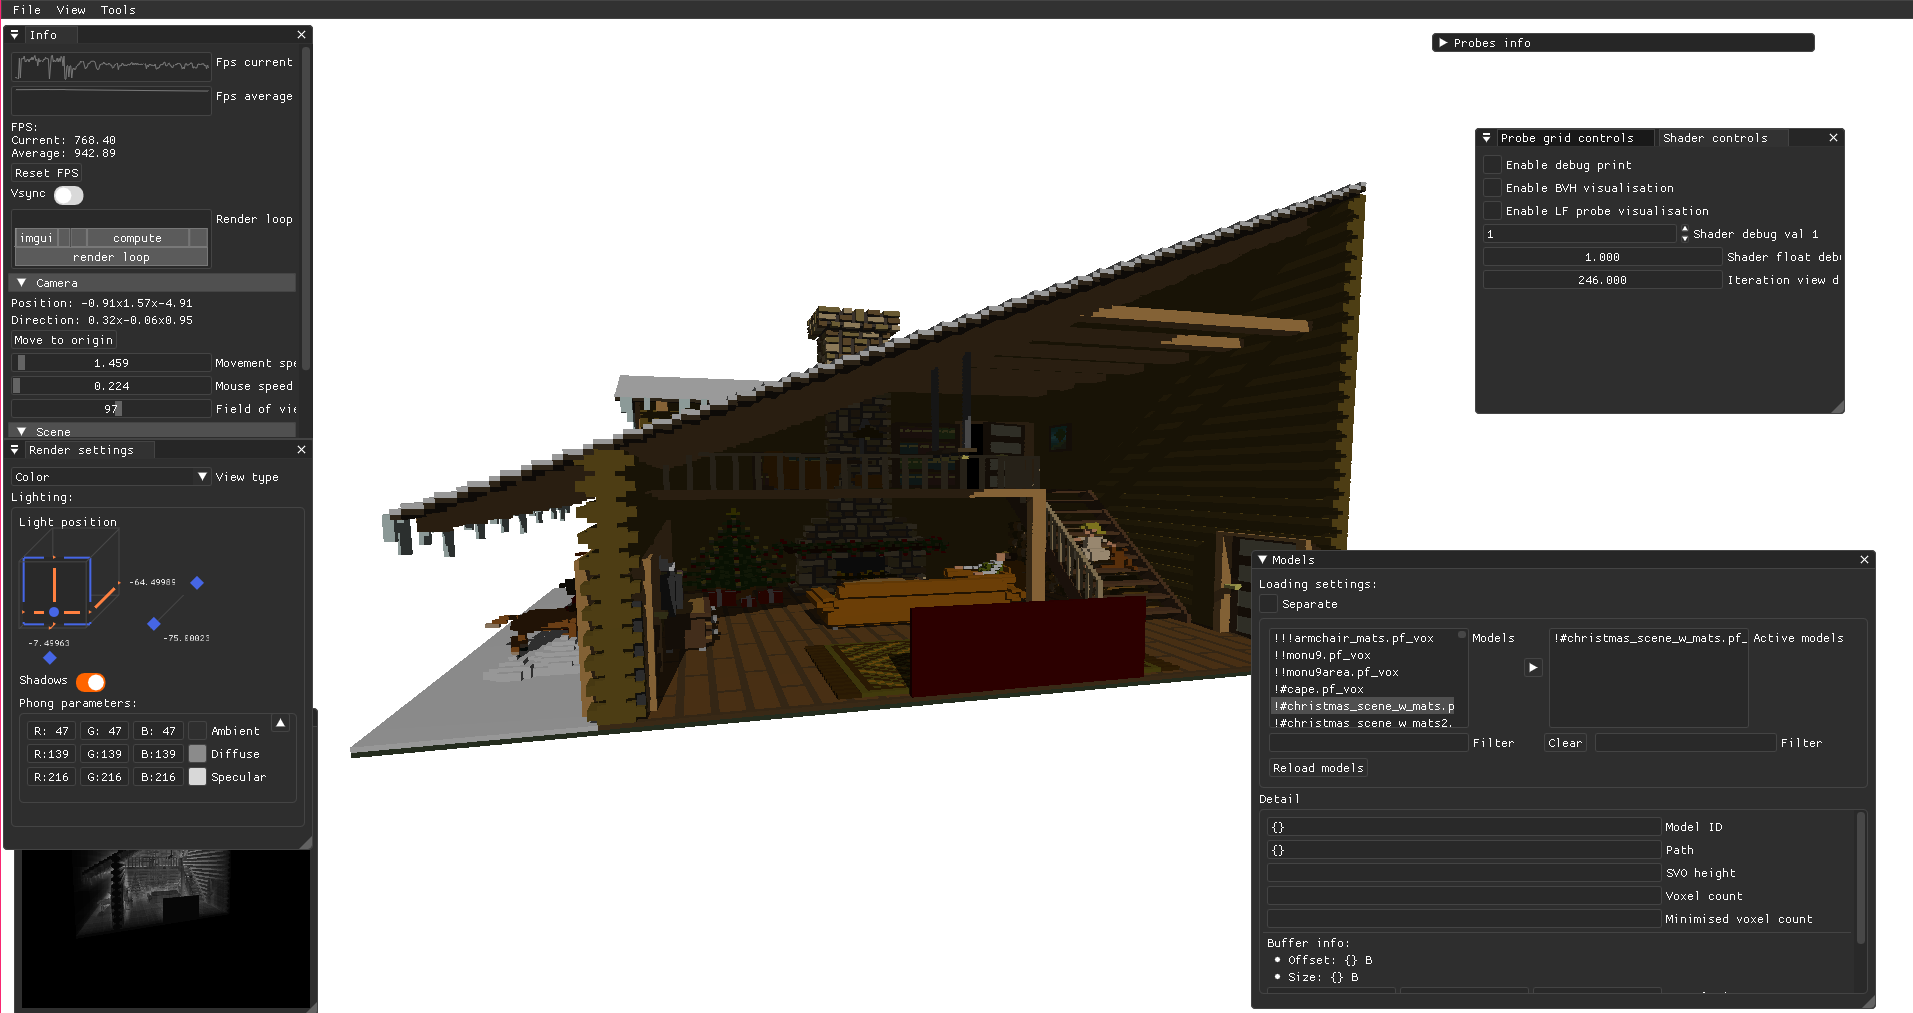 File View Tools
Info
Fps current
Fps average
FPS:
Current: 768.40
Average: 942.89
Reset FPS
Vsync
Render loop
imgui compute
render loop
Camera
Position: -0.91x1.57x-4.91
Direction: 0.32x-0.06x0.95
Move to origin
1.459 Movement spe
0.224 Mouse speed
97 Field of vie
Scene
Render settings
Color View type
Lighting:
Light position
-64.49985
-75.00023
-7.49963
Shadows
Phong parameters:
R: 47 G: 47 B: 47 Ambient
R:139 G:139 B:139 Diffuse
R:216 G:216 B:216 Specular
Probes info
Probe grid controls Shader controls
Enable debug print
Enable BVH visualisation
Enable LF probe visualisation
1 Shader debug val 1
1.000 Shader float debu
246.000 Iteration view d
Models
Loading settings:
Separate
!!!armchair_mats.pf_vox Models
!!monu9.pf_vox
!!monu9area.pf_vox
!#cape.pf_vox
!#christmas_scene_w_mats.p
!#christmas scene w mats2.
!#christmas_scene_w_mats.pf_ Active models
Filter Clear Filter
Reload models
Detail
{} Model ID
{} Path
SVO height
Voxel count
Minimised voxel count
Buffer info:
Offset: {} B
Size: {} B